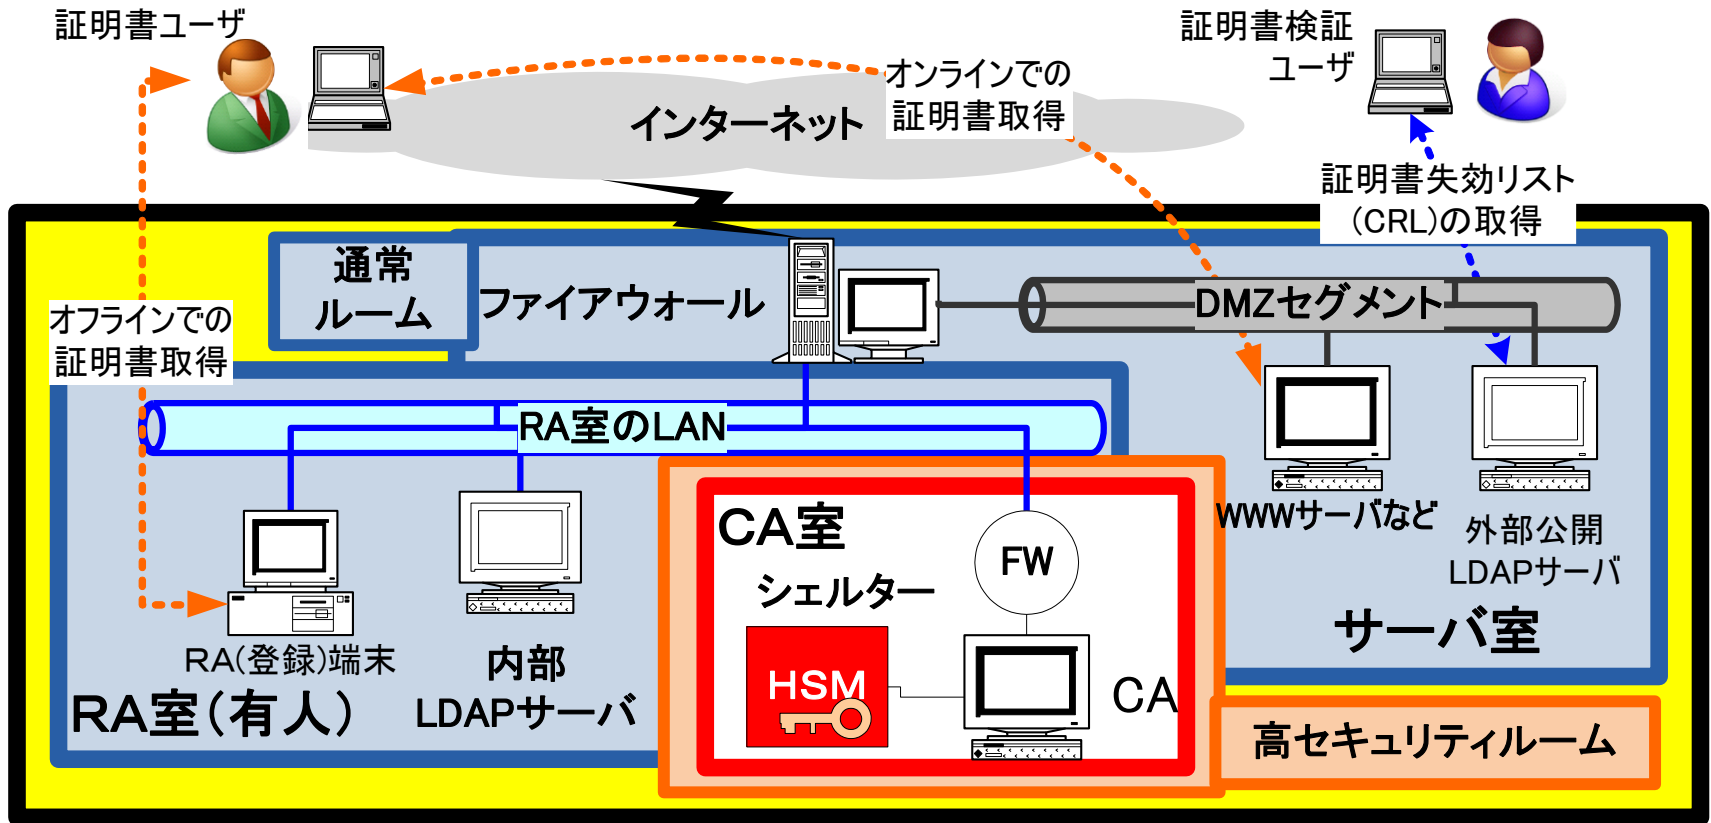 証明書ユーザ
証明書検証
ユーザ
オンラインでの
証明書取得
インターネット
証明書失効リスト
(CRL)の取得
通常
ルーム
ファイアウォール
DMZセグメント
オフラインでの
証明書取得
RA室のLAN
WWWサーバなど
外部公開
LDAPサーバ
サーバ室
CA室
FW
シェルター
HSM
CA
RA(登録)端末
内部
LDAPサーバ
RA室(有人)
高セキュリティルーム